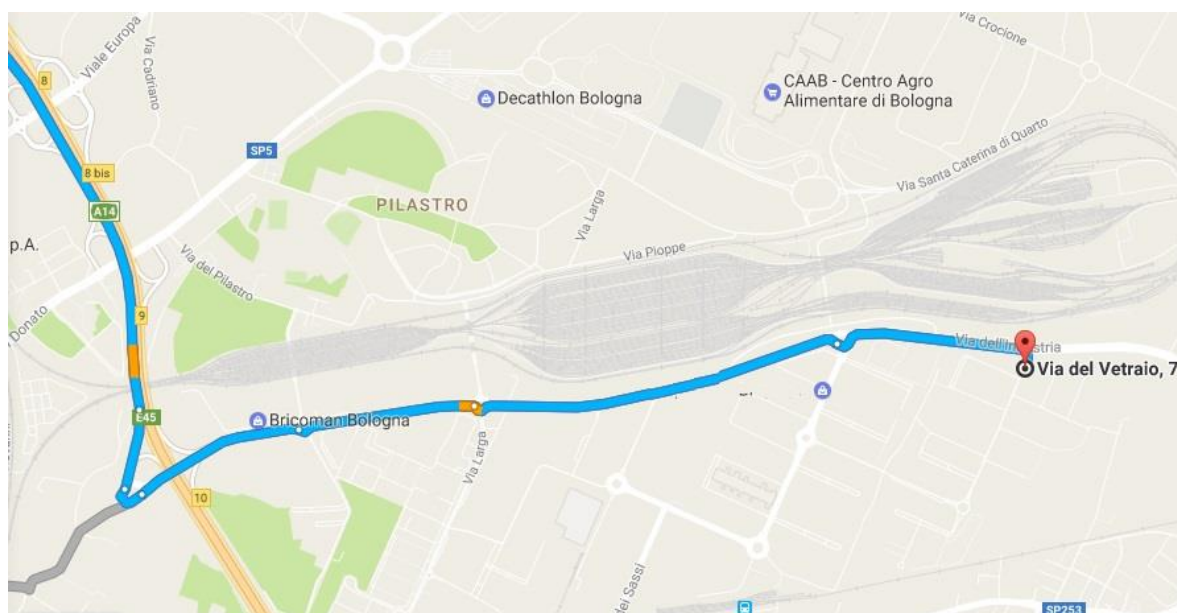 Via Crocione
Viale Europa
8
Via Cadriano
Decathlon Bologna
CAAB - Centro Agro
Alimentare di Bologna
SP5
8 bis
Via Santa Caterina di Quarto
PILASTRO
A14
Via Larga
p.A.
Via Pioppe
Via del Pilastro
Donato
9
Via dell'Industria
Via del Vetraio, 7
E45
Bricoman Bologna
Via Larga
10
dei Sassi
SP253